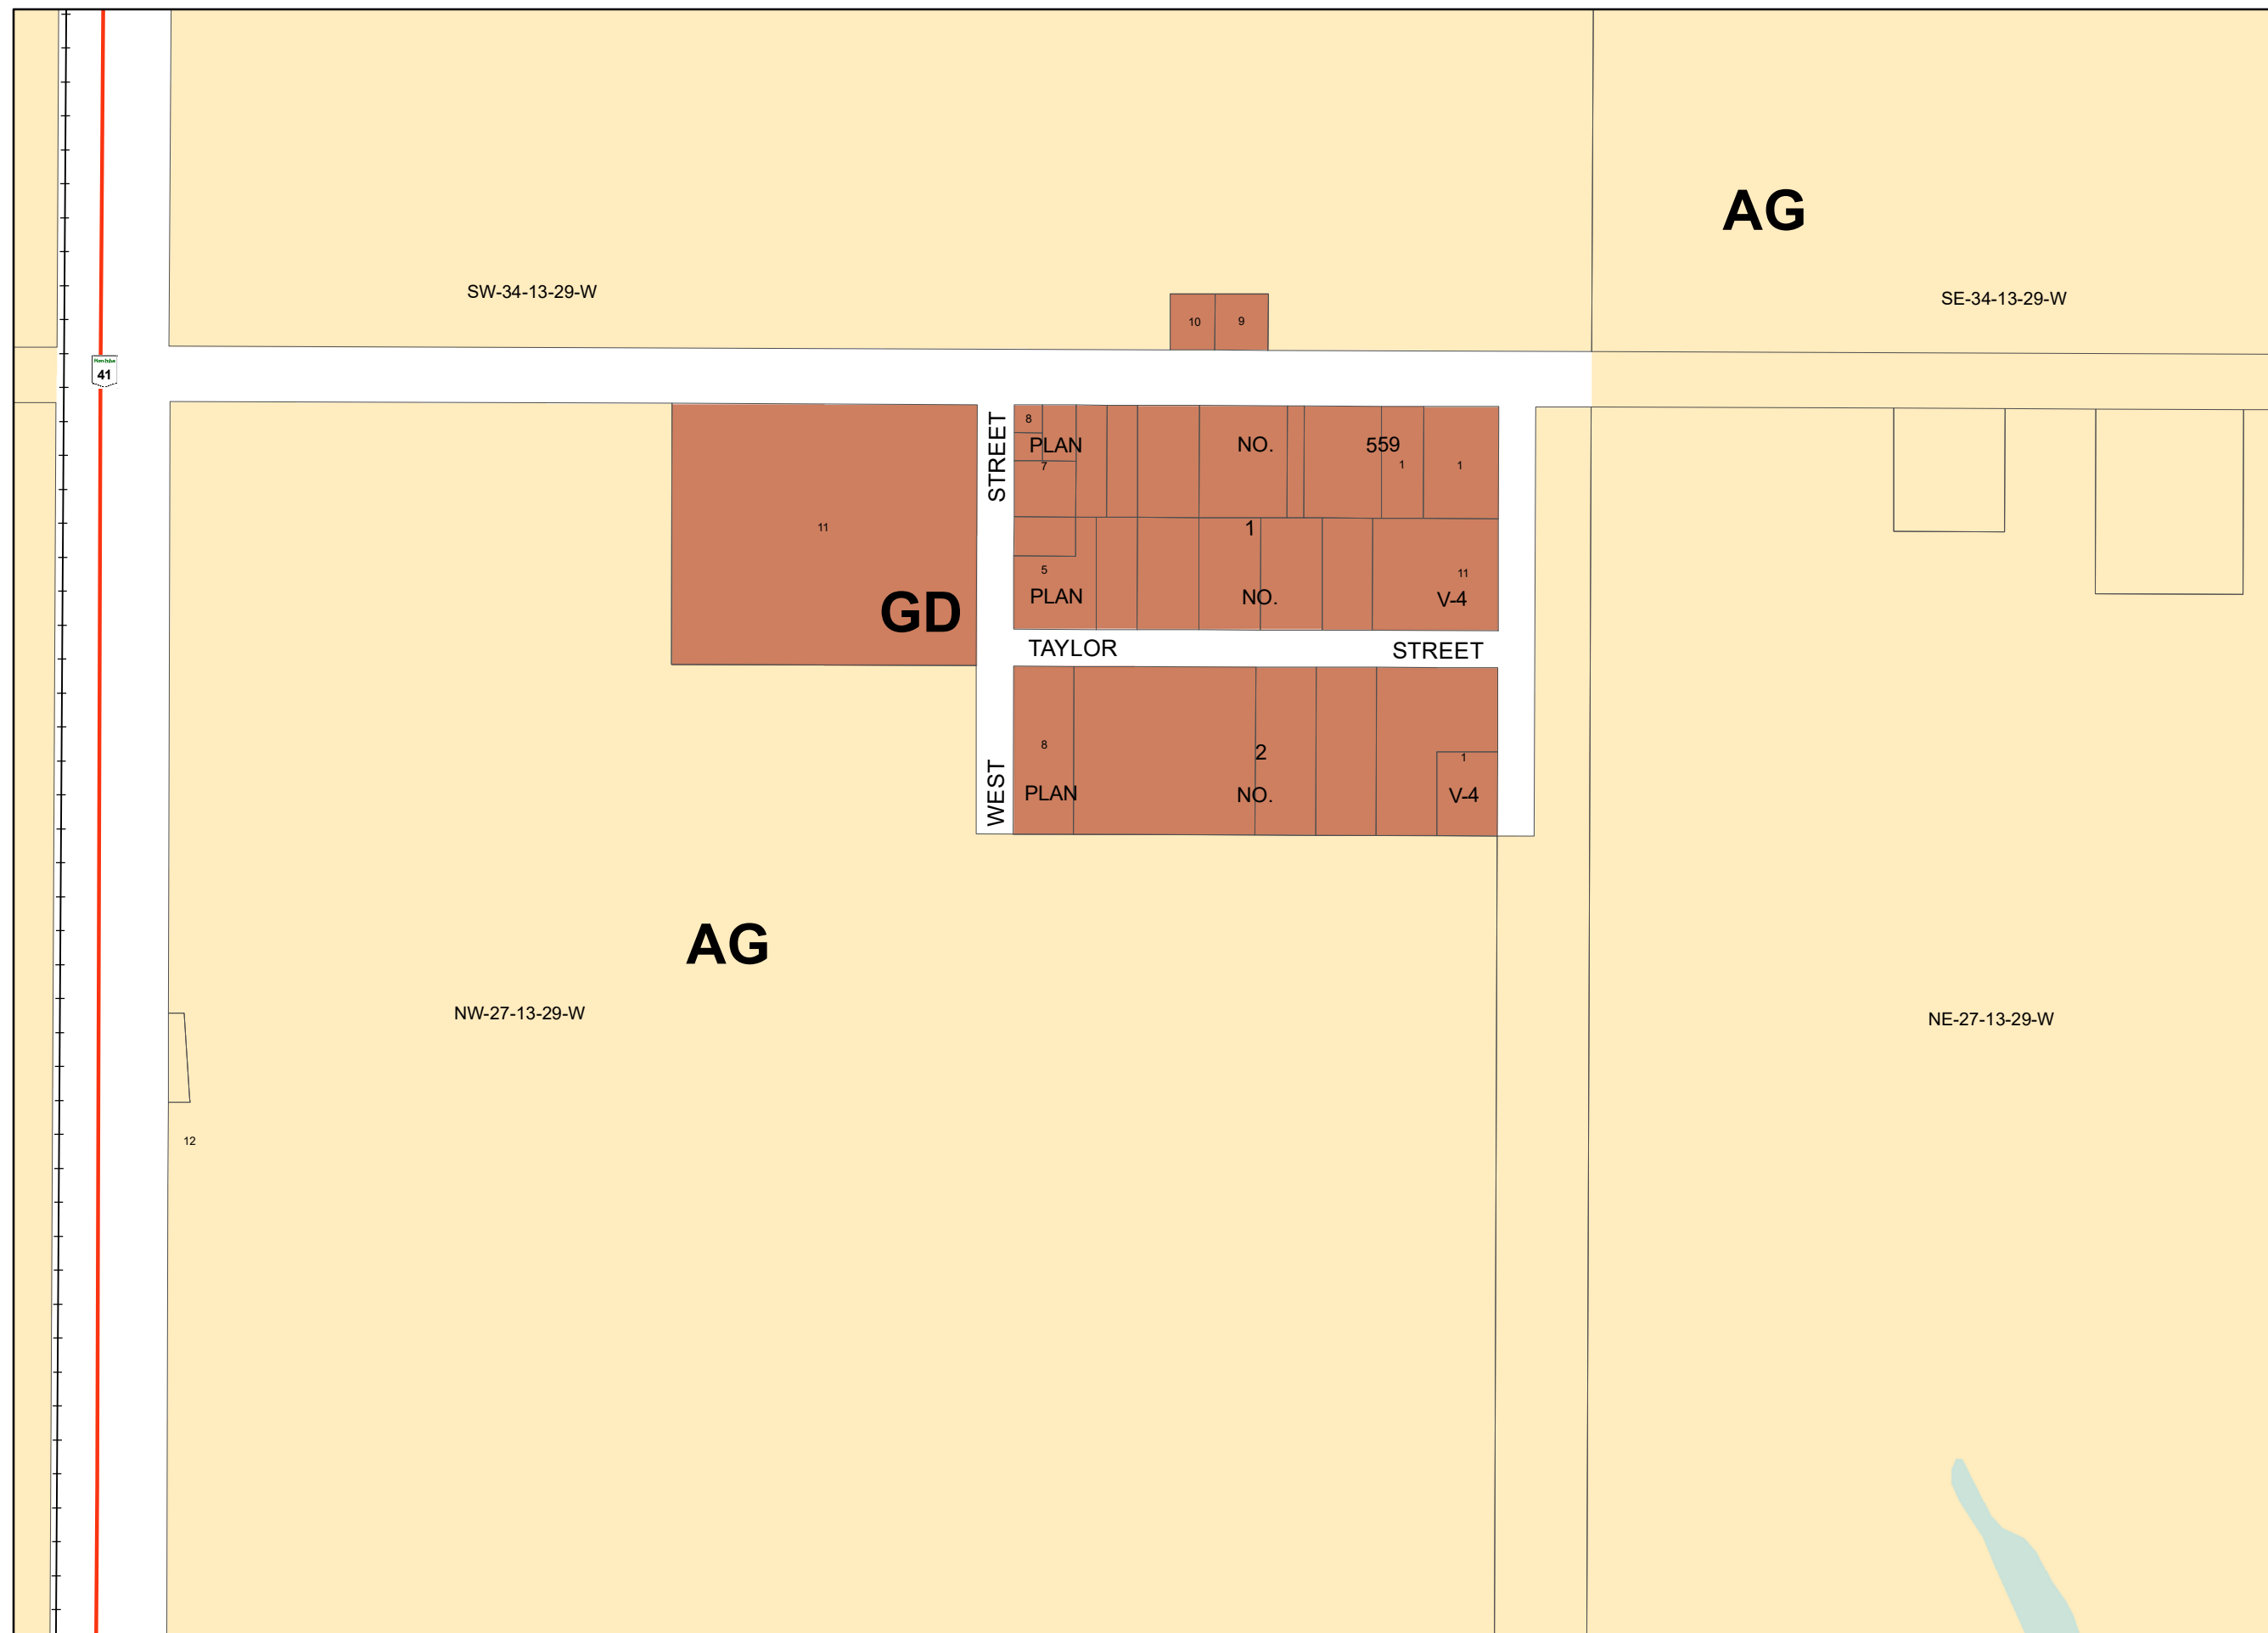 AG
SW-34-13-29-W
SE-34-13-29-W
10
9
Manitoba
41
STREET
8
PLAN
NO.
559
7
1
1
11
1
5
11
PLAN
NO.
V-4
GD
TAYLOR
STREET
8
2
1
WEST
PLAN
NO.
V-4
AG
NW-27-13-29-W
NE-27-13-29-W
12